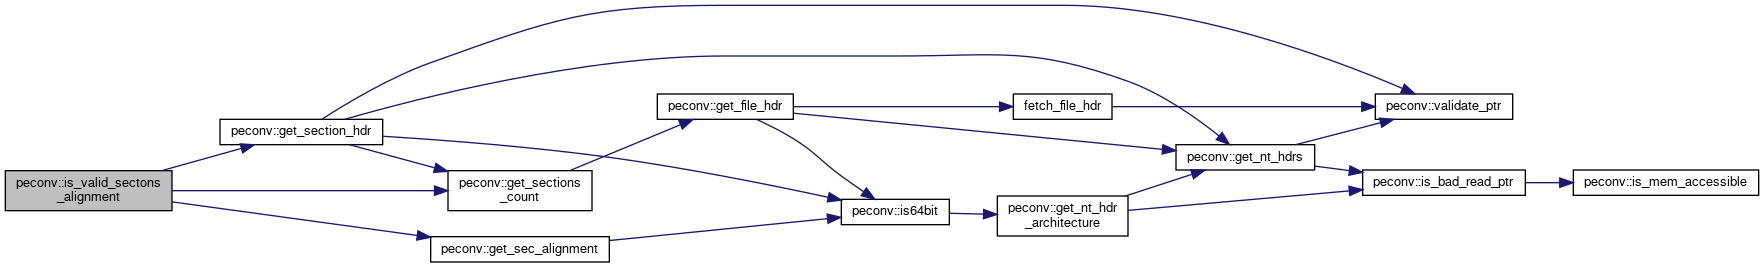 peconv::is_valid_sectons
_alignment
peconv::get_section_hdr
peconv::get_sections
_count
peconv::get_sec_alignment
peconv::get_file_hdr
peconv::is64bit
fetch_file_hdr
peconv::get_nt_hdr
_architecture
peconv::get_nt_hdrs
peconv::validate_ptr
peconv::is_bad_read_ptr
peconv::is_mem_accessible